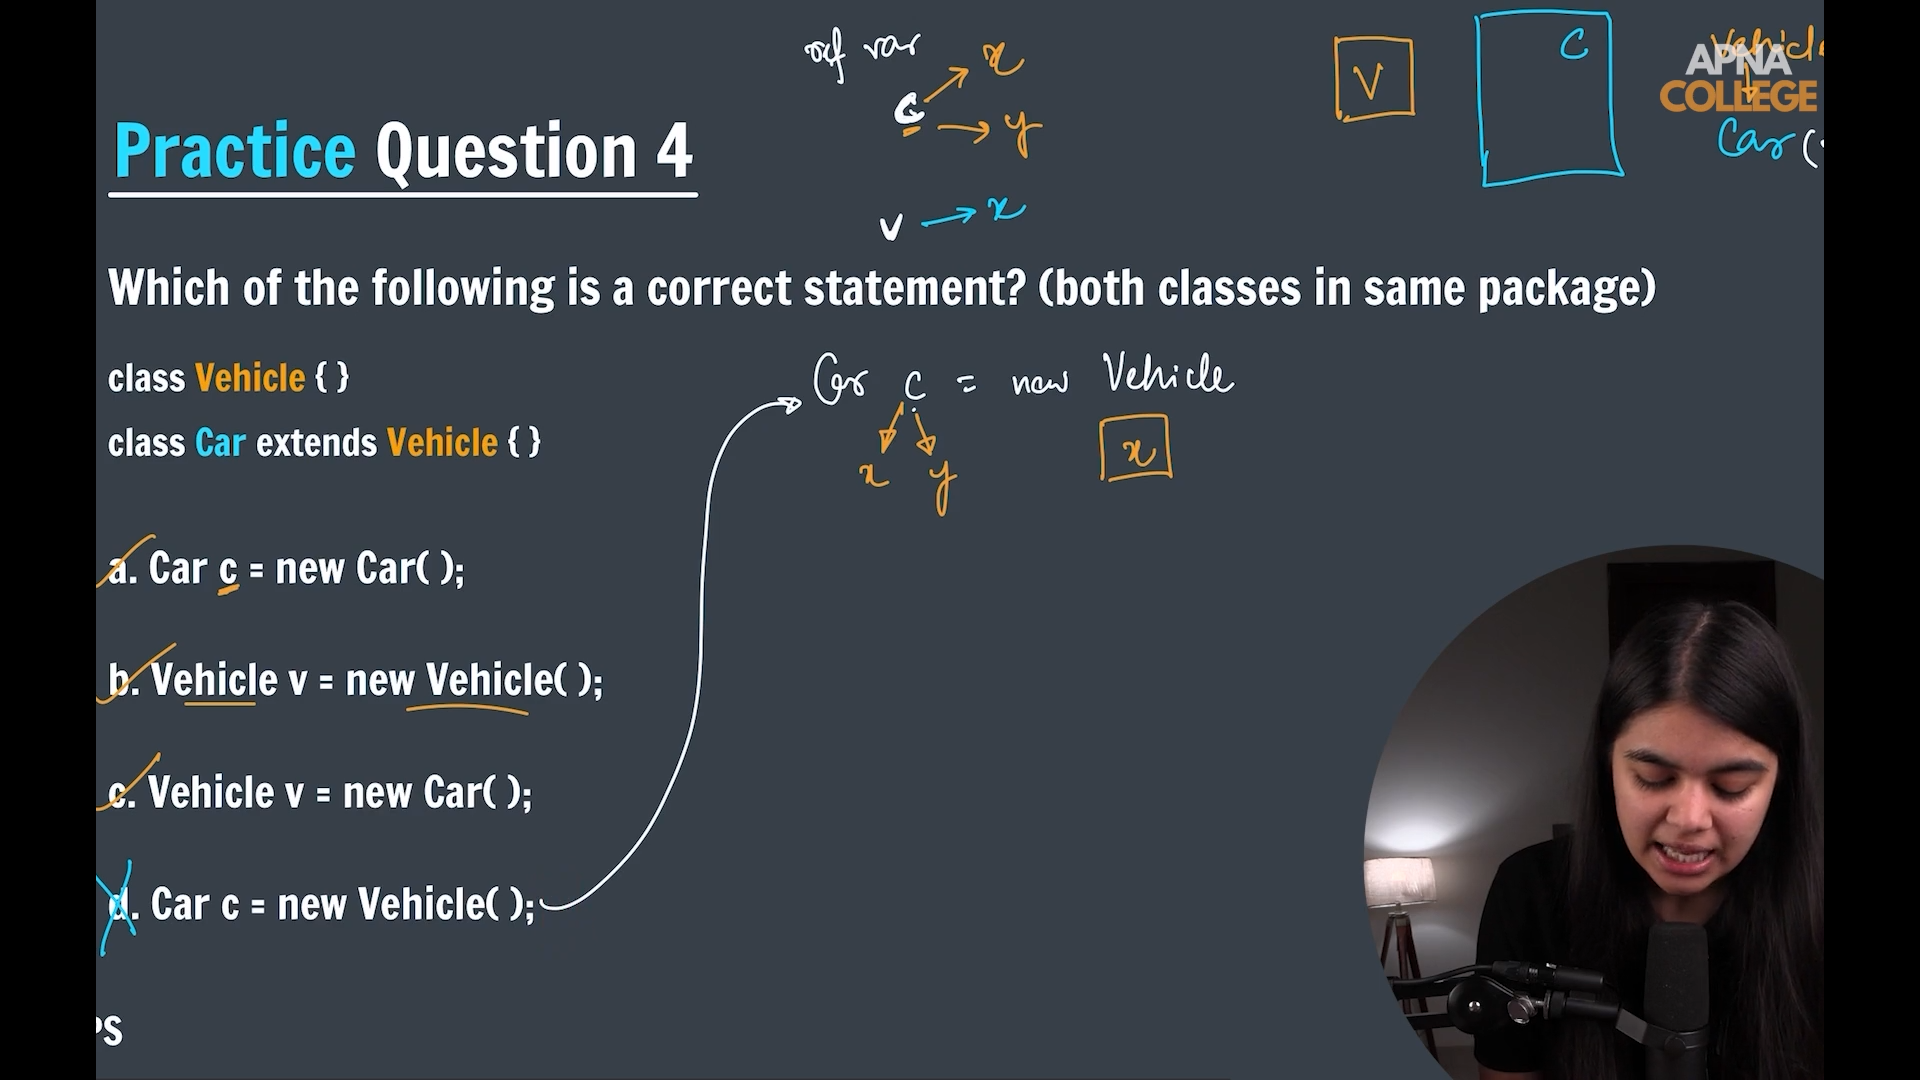 ref var
c → x
→ y
v → x
V
C
Vehicle
Car (
APNA
COLLEGE
Practice Question 4
Which of the following is a correct statement? (both classes in same package)
class Vehicle { }
class Car extends Vehicle { }
Car c = new Vehicle
x y
x
a. Car c = new Car( );
b. Vehicle v = new Vehicle( );
c. Vehicle v = new Car( );
d. Car c = new Vehicle( );
PS